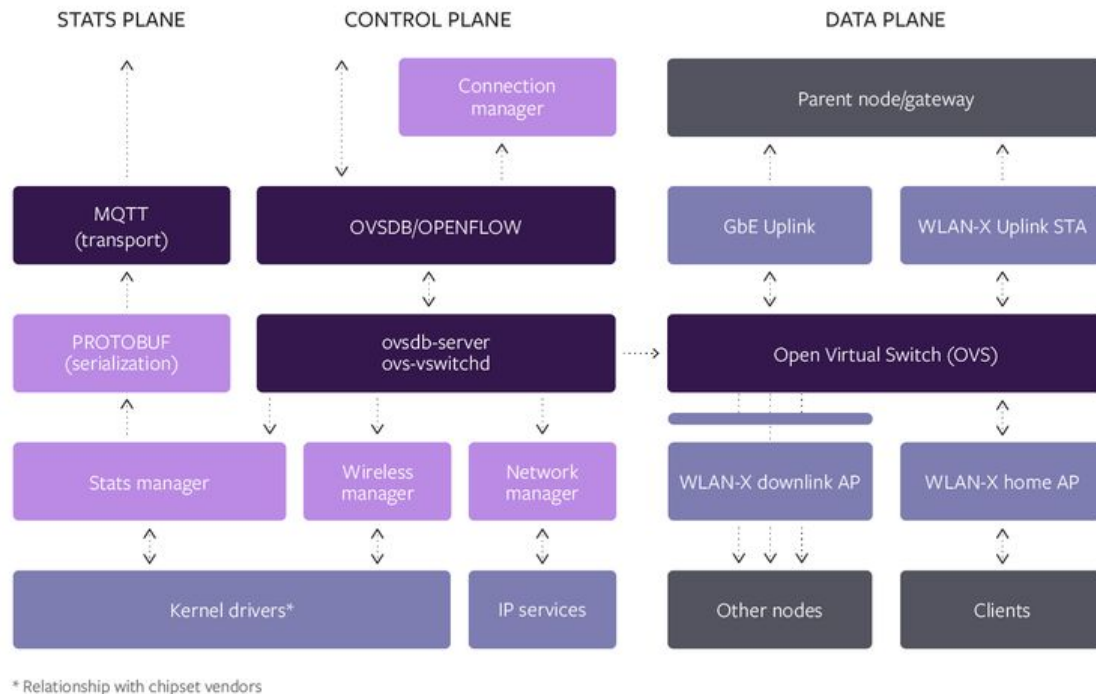 STATS PLANE
CONTROL PLANE
DATA PLANE
Connection
manager
Parent node/gateway
MQTT
(transport)
OVSDB/OPENFLOW
GbE Uplink
WLAN-X Uplink STA
PROTOBUF
(serialization)
ovsdb-server
ovs-vswitchd
Open Virtual Switch (OVS)
Stats manager
Wireless
manager
Network
manager
WLAN-X downlink AP
WLAN-X home AP
Kernel drivers*
IP services
Other nodes
Clients
* Relationship with chipset vendors